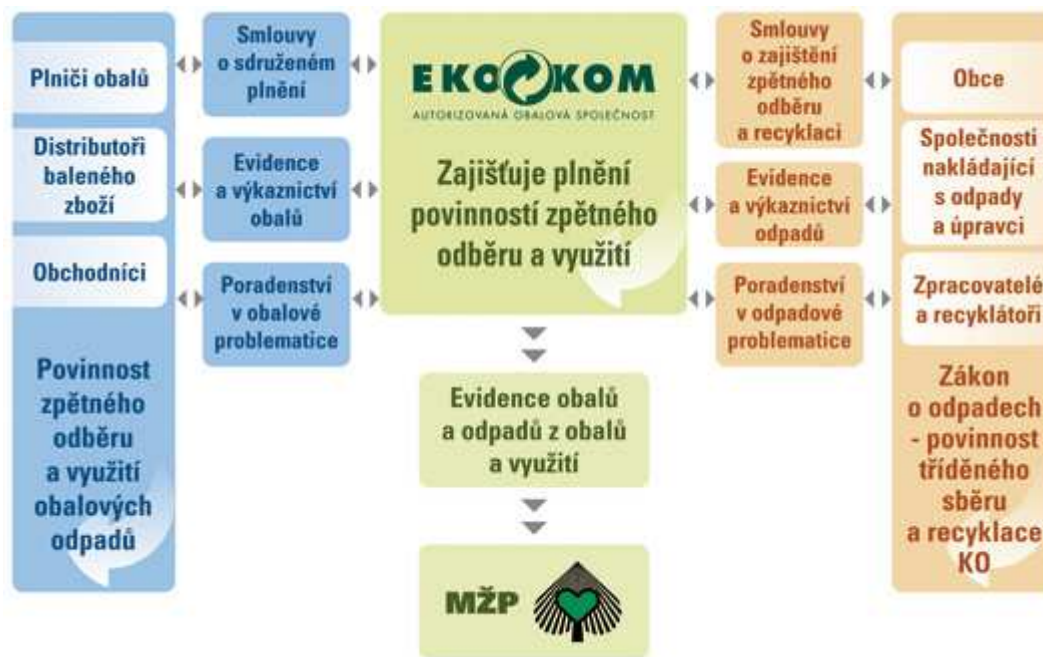 Plniči obalů
Distributoři
baleného
zboží
Obchodníci
Povinnost
zpětného
odběru
a využití
obalových
odpadů
Smlouvy
o sdruženém
plnění
Evidence
a výkaznictví
obalů
Poradenství
v obalové
problematice
EKO KOM
AUTORIZOVANÁ OBALOVÁ SPOLEČNOST
Zajišťuje plnění
povinností zpětného
odběru a využití
Evidence obalů
a odpadů z obalů
a využití
MŽP
Smlouvy
o zajištění
zpětného
odběru
a recyklaci
Evidence
a výkaznictví
odpadů
Poradenství
v odpadové
problematice
Obce
Společnosti
nakládající
s odpady
a úpravci
Zpracovatelé
a recyklátoři
Zákon
o odpadech
- povinnost
tříděného
sběru
a recyklace
KO